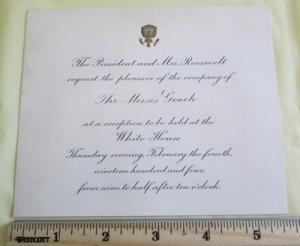 The President and Mrs. Roosevelt
request the pleasure of the company of
The Misses Gooch
at a reception to be held at the
White House
Thursday evening, February the fourth,
nineteen hundred and four,
from nine to half after ten o'clock.
WESTCOTT 1 2 3 4 5